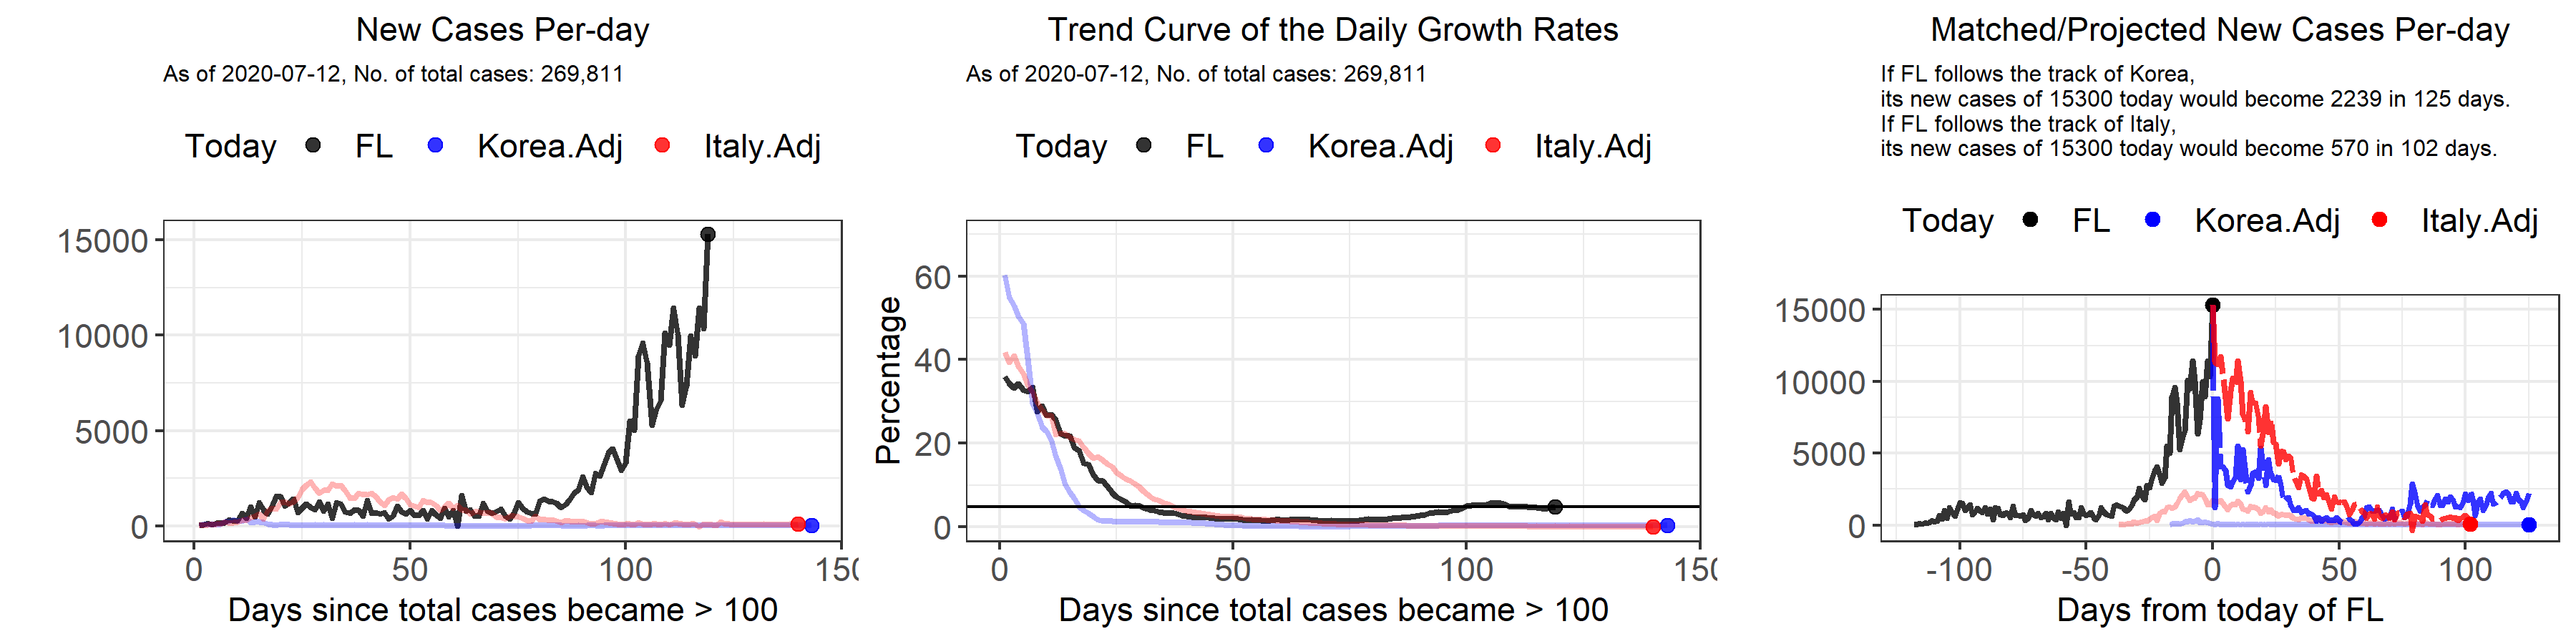 New Cases Per-day
As of 2020-07-12, No. of total cases: 269,811
Today FL Korea.Adj Italy.Adj
15000
10000
5000
0
0 50 100 150
Days since total cases became > 100
Trend Curve of the Daily Growth Rates
As of 2020-07-12, No. of total cases: 269,811
Today FL Korea.Adj Italy.Adj
Percentage
60
40
20
0
0 50 100 150
Days since total cases became > 100
Matched/Projected New Cases Per-day
If FL follows the track of Korea,
its new cases of 15300 today would become 2239 in 125 days.
If FL follows the track of Italy,
its new cases of 15300 today would become 570 in 102 days.
Today FL Korea.Adj Italy.Adj
15000
10000
5000
0
-100 -50 0 50 100
Days from today of FL